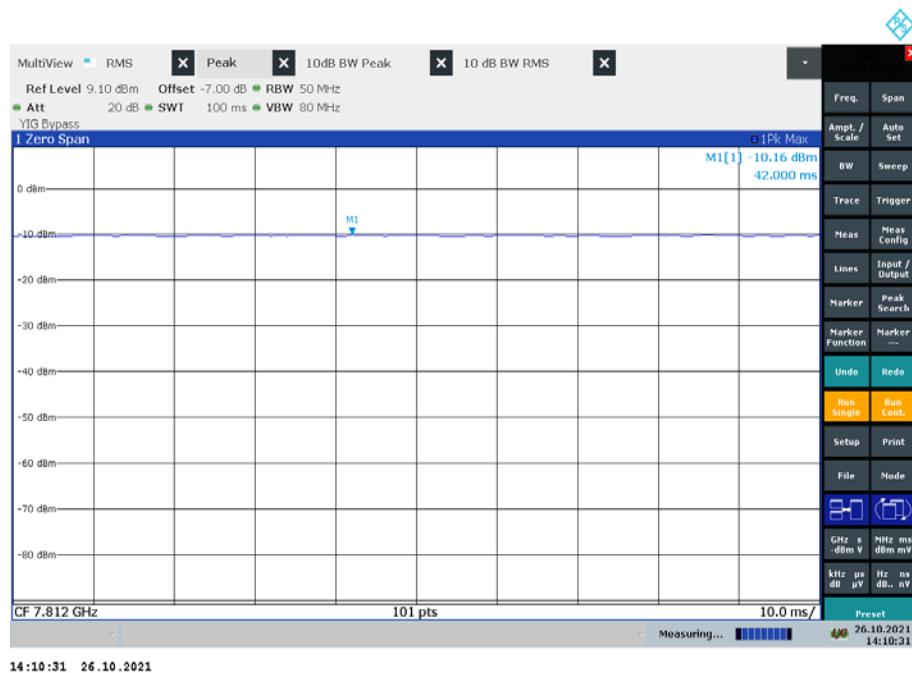 R S
MultiView RMS X Peak X 10dB BW Peak X 10 dB BW RMS X
Ref Level 9.10 dBm Offset -7.00 dB RBW 50 MHz
Att 20 dB SWT 100 ms VBW 80 MHz
YIG Bypass
1 Zero Span 1Pk Max
M1[1] -10.16 dBm
42.000 ms
0 dBm
M1
-10 dBm
-20 dBm
-30 dBm
-40 dBm
-50 dBm
-60 dBm
-70 dBm
-80 dBm
CF 7.812 GHz 101 pts 10.0 ms/
Measuring...
26.10.2021
14:10:31
Freq. Span
Ampt. / Scale Auto Set
BW Sweep
Trace Trigger
Meas Meas Config
Lines Input / Output
Marker Peak Search
Marker Function Marker →
Undo Redo
Run Single Run Cont.
Setup Print
File Mode
GHz s -dBm V MHz ms dBm mV
kHz µs dB µV Hz ns dB.. nV
Preset
14:10:31 26.10.2021